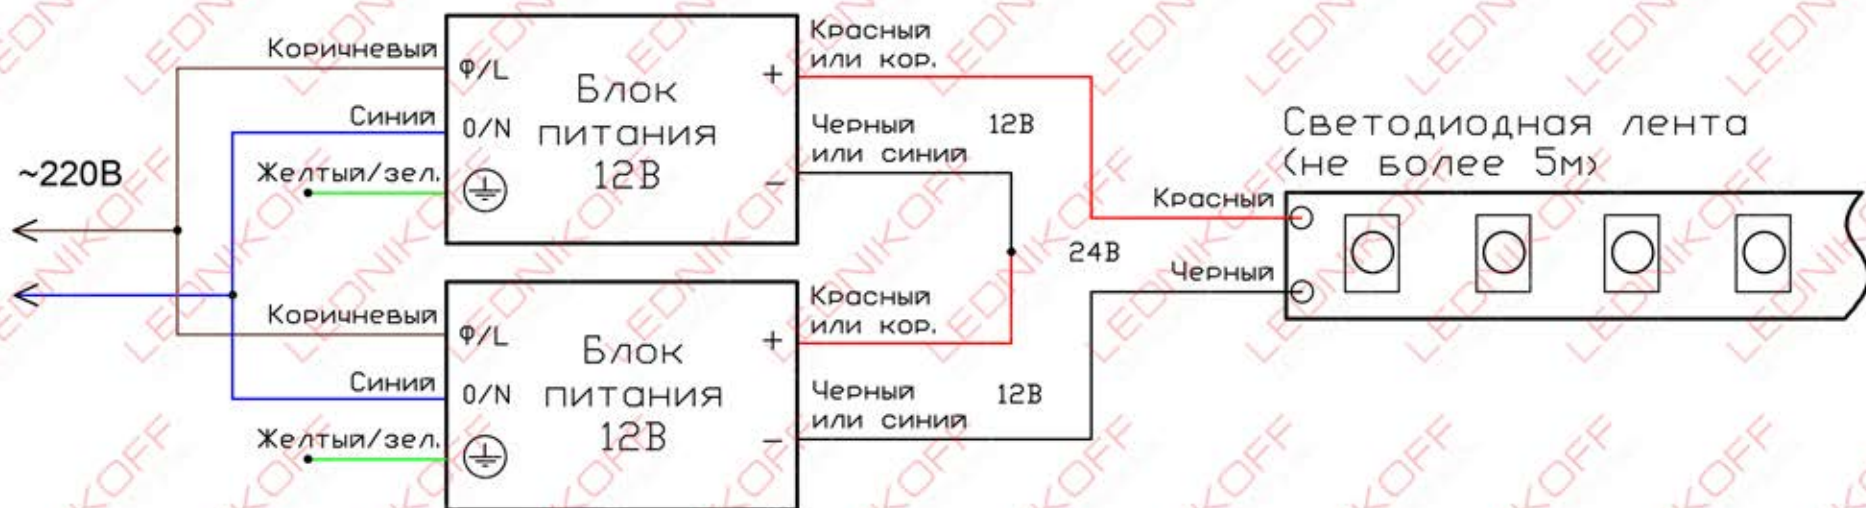 ~220В
Коричневый
Синий
Желтый/зел.
Ф/L
0/N
Блок
питания
12В
+
–
Красный
или кор.
Черный
или синий
12В
24В
Коричневый
Синий
Желтый/зел.
Ф/L
0/N
Блок
питания
12В
+
–
Красный
или кор.
Черный
или синий
12В
Светодиодная лента
(не более 5м)
Красный
Черный
LEDNIKOFF